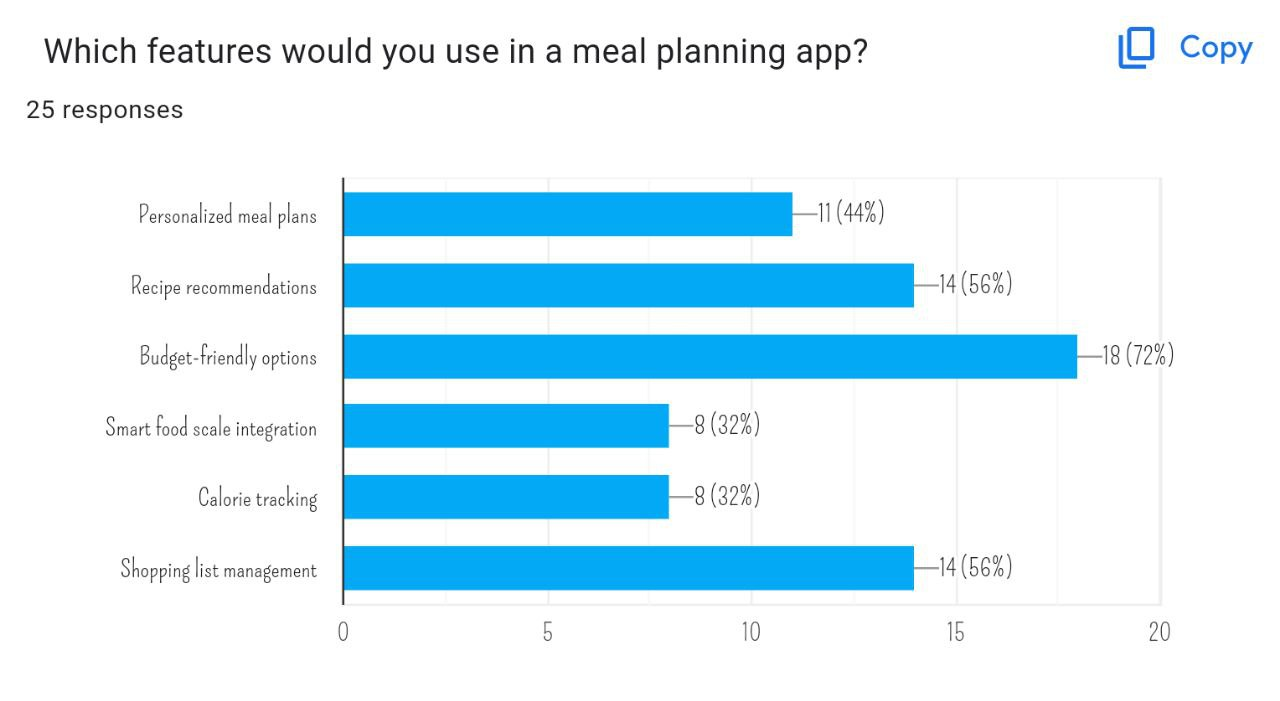 Which features would you use in a meal planning app?
Copy
25 responses
Personalized meal plans
11 (44%)
Recipe recommendations
14 (56%)
Budget-friendly options
18 (72%)
Smart food scale integration
8 (32%)
Calorie tracking
8 (32%)
Shopping list management
14 (56%)
0 5 10 15 20